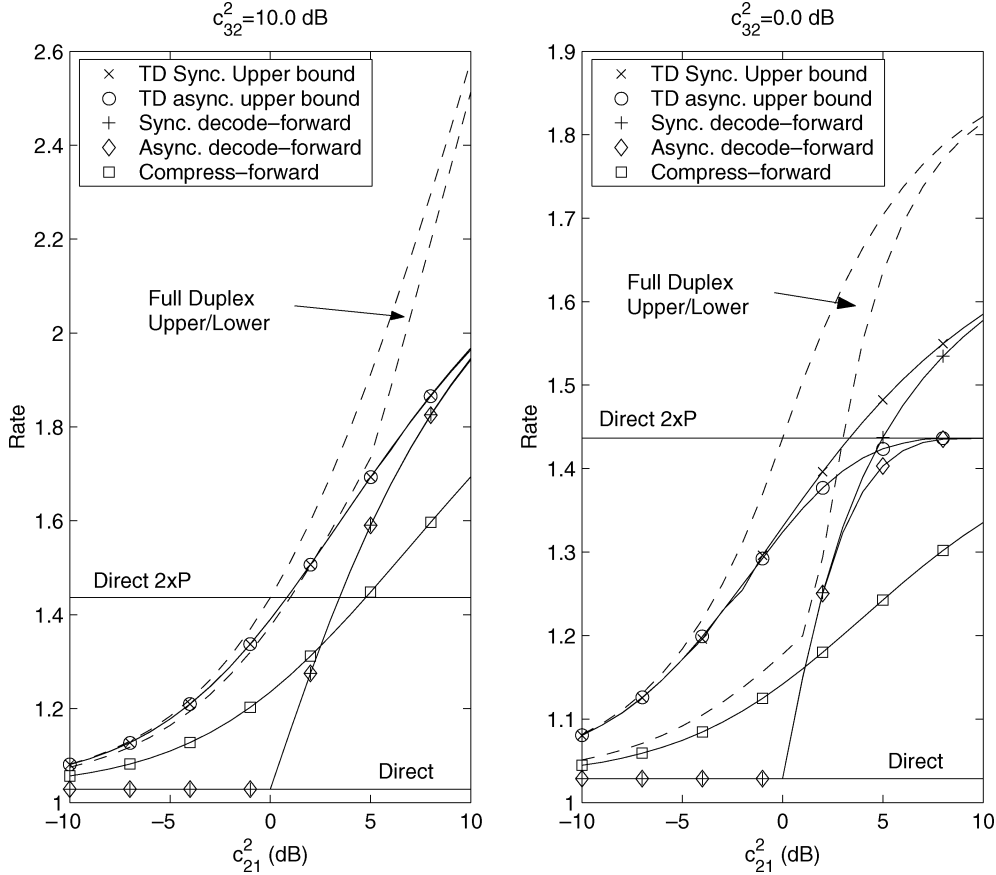 c²₃₂=10.0 dB
2.6
2.4
2.2
2
1.8
1.6
1.4
1.2
1
Rate
× TD Sync. Upper bound
○ TD async. upper bound
+ Sync. decode–forward
◇ Async. decode–forward
□ Compress–forward
Full Duplex
Upper/Lower
Direct 2xP
Direct
−10 −5 0 5 10
c²₂₁ (dB)
c²₃₂=0.0 dB
1.9
1.8
1.7
1.6
1.5
1.4
1.3
1.2
1.1
1
Rate
× TD Sync. Upper bound
○ TD async. upper bound
+ Sync. decode–forward
◇ Async. decode–forward
□ Compress–forward
Full Duplex
Upper/Lower
Direct 2xP
Direct
−10 −5 0 5 10
c²₂₁ (dB)